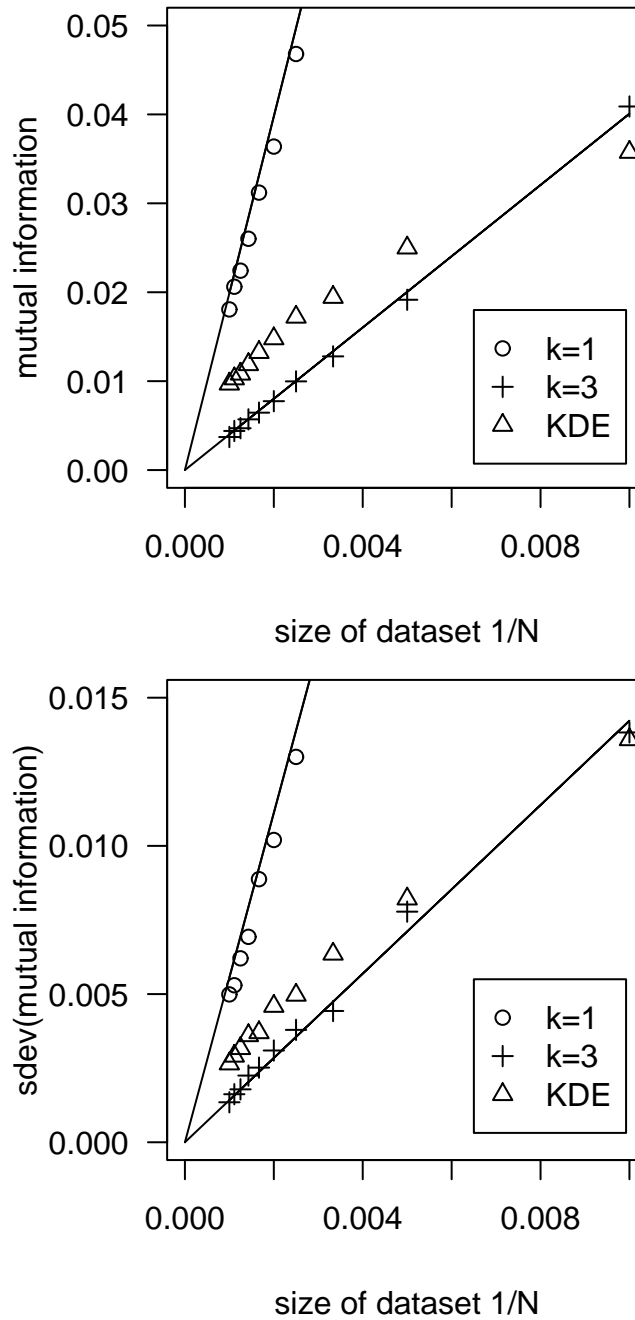 0.05
0.04
0.03
0.02
0.01
0.00
mutual information
k=1
k=3
KDE
0.000 0.004 0.008
size of dataset 1/N
0.015
0.010
0.005
0.000
sdev(mutual information)
k=1
k=3
KDE
0.000 0.004 0.008
size of dataset 1/N